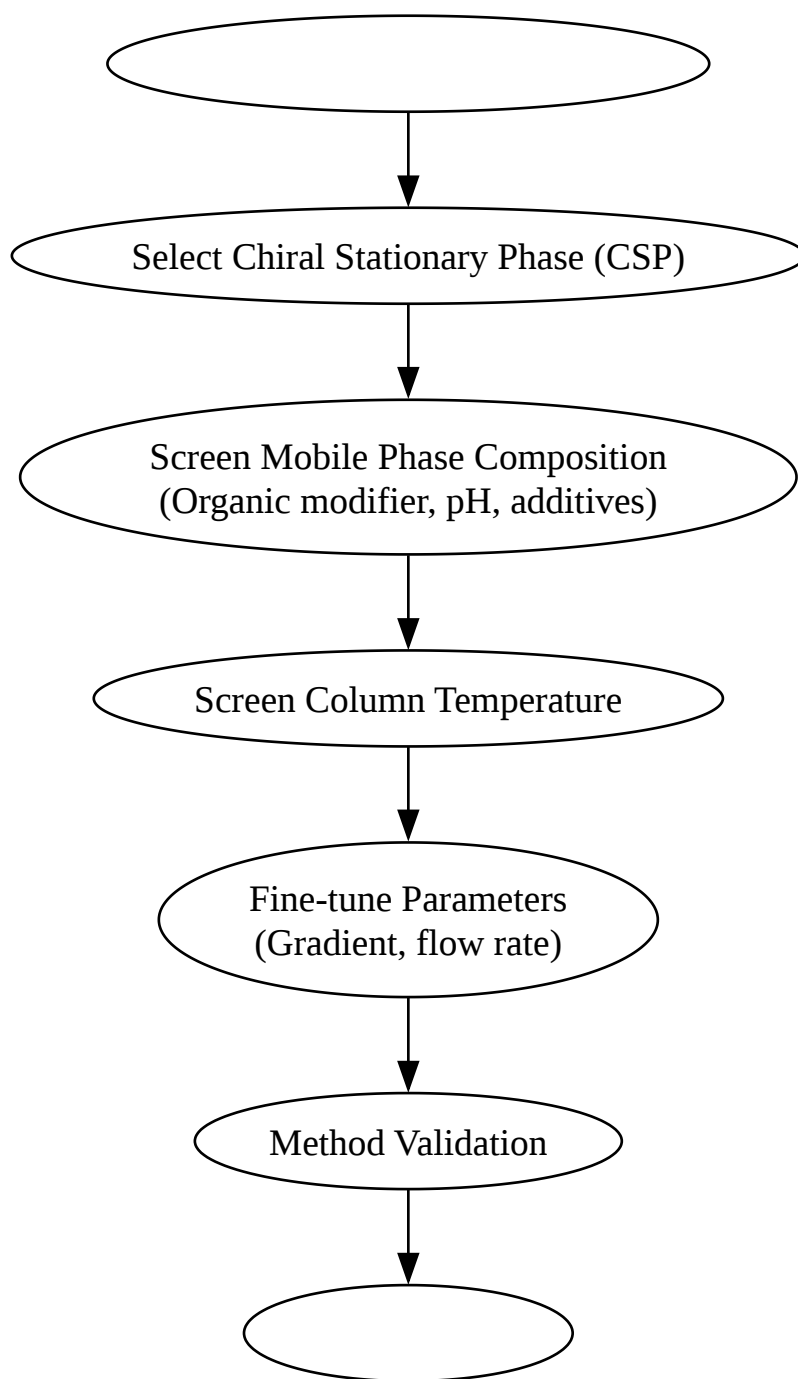 Select Chiral Stationary Phase (CSP)
Screen Mobile Phase Composition
(Organic modifier, pH, additives)
Screen Column Temperature
Fine-tune Parameters
(Gradient, flow rate)
Method Validation